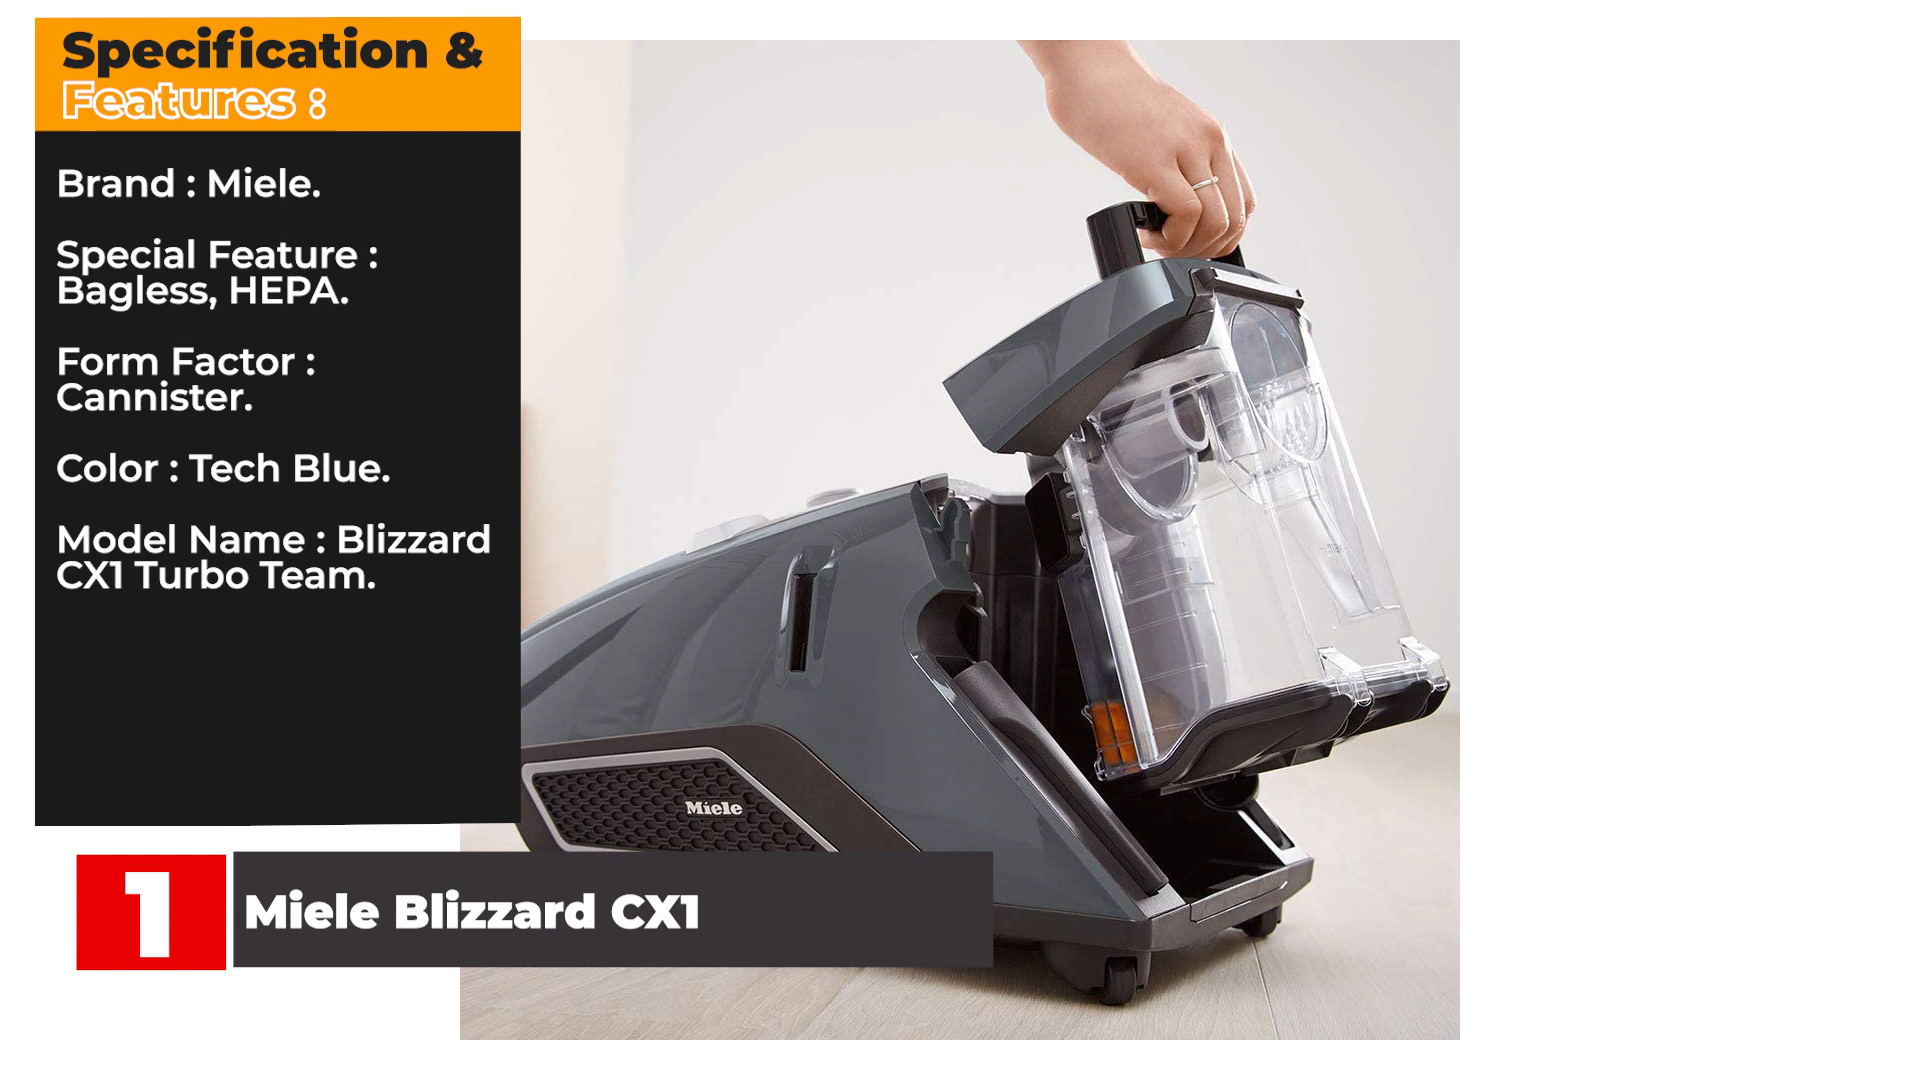 Specification &
Features :
Brand : Miele.
Special Feature :
Bagless, HEPA.
Form Factor :
Cannister.
Color : Tech Blue.
Model Name : Blizzard
CX1 Turbo Team.
Miele
1
Miele Blizzard CX1